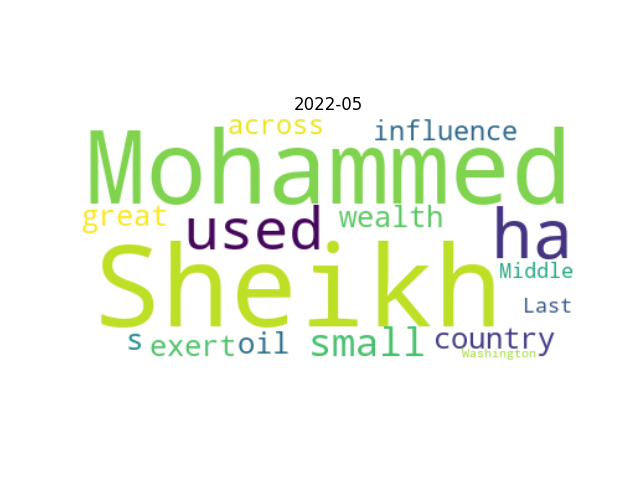 2022-05
across influence
Mohammed
great used wealth ha
Sheikh
Middle
Last
s exert oil small country
Washington